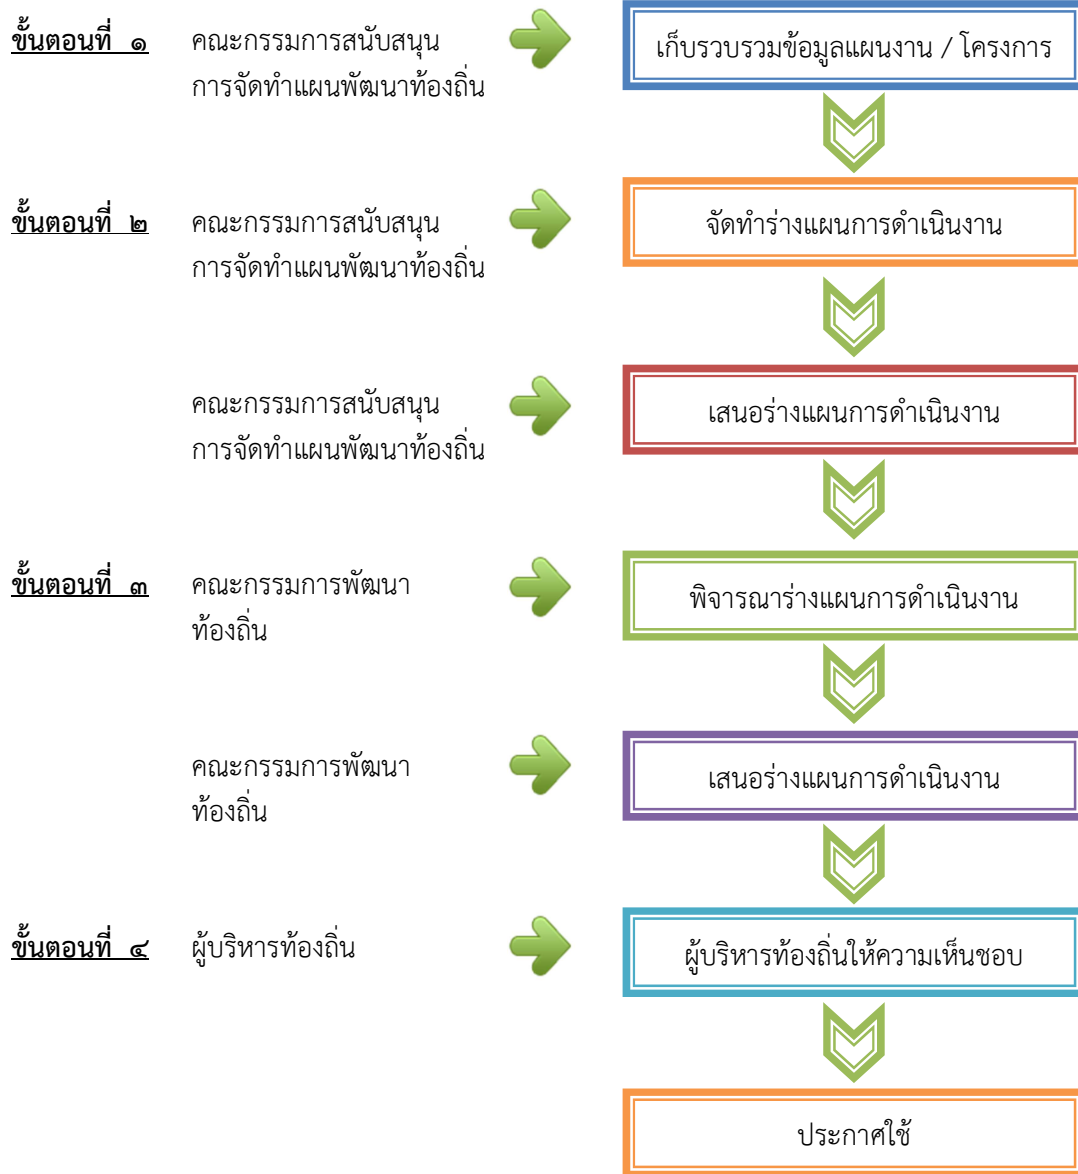 ขั้นตอนที่ ๑ คณะกรรมการสนับสนุน เก็บรวบรวมข้อมูลแผนงาน / โครงการ
การจัดทำแผนพัฒนาท้องถิ่น
ขั้นตอนที่ ๒ คณะกรรมการสนับสนุน จัดทำร่างแผนการดำเนินงาน
การจัดทำแผนพัฒนาท้องถิ่น
คณะกรรมการสนับสนุน เสนอร่างแผนการดำเนินงาน
การจัดทำแผนพัฒนาท้องถิ่น
ขั้นตอนที่ ๓ คณะกรรมการพัฒนา พิจารณาร่างแผนการดำเนินงาน
ท้องถิ่น
คณะกรรมการพัฒนา เสนอร่างแผนการดำเนินงาน
ท้องถิ่น
ขั้นตอนที่ ๔ ผู้บริหารท้องถิ่น ผู้บริหารท้องถิ่นให้ความเห็นชอบ
ประกาศใช้